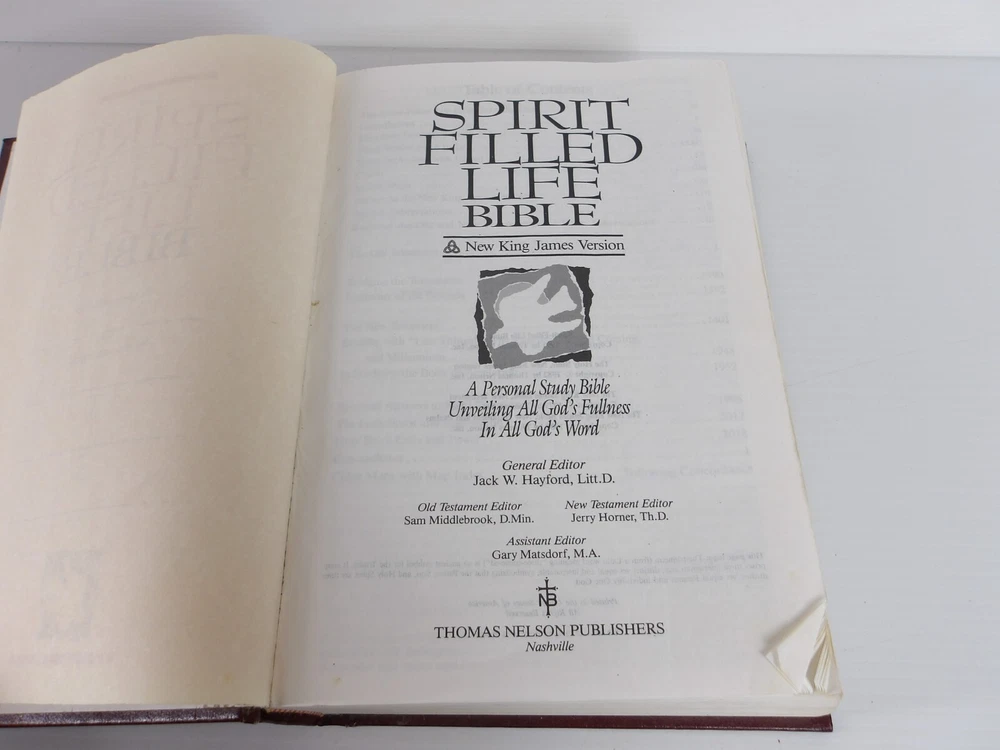 SPIRIT
FILLED
LIFE
BIBLE
New King James Version
A Personal Study Bible
Unveiling All God's Fullness
In All God's Word
General Editor
Jack W. Hayford, Litt.D.
Old Testament Editor
Sam Middlebrook, D.Min.
New Testament Editor
Jerry Horner, Th.D.
Assistant Editor
Gary Matsdorf, M.A.
NB
THOMAS NELSON PUBLISHERS
Nashville